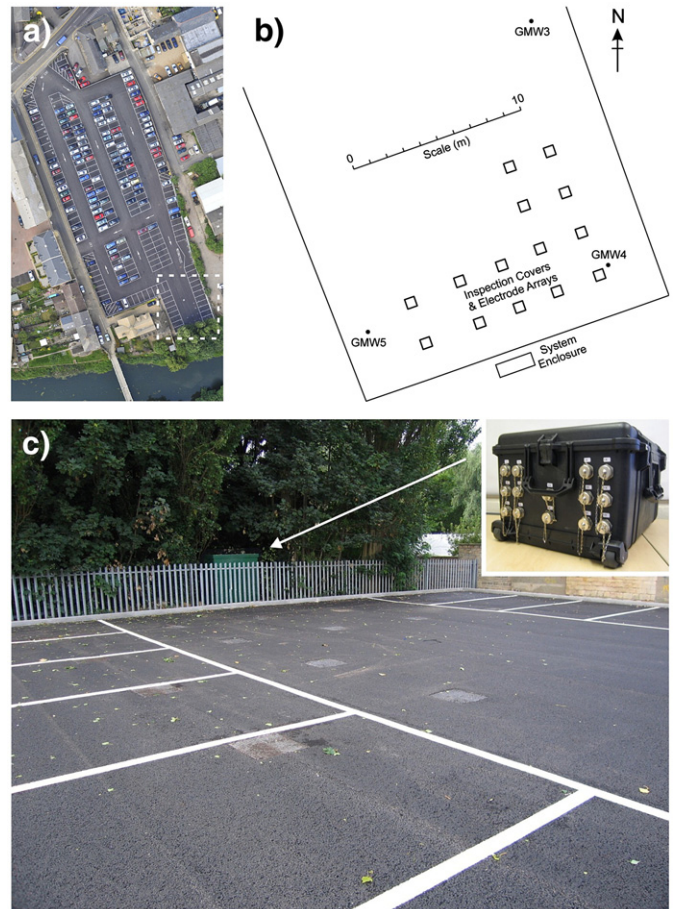 a)
b)
GMW3
N
0
10
Scale (m)
Inspection Covers
& Electrode Arrays
GMW4
GMW5
System
Enclosure
c)